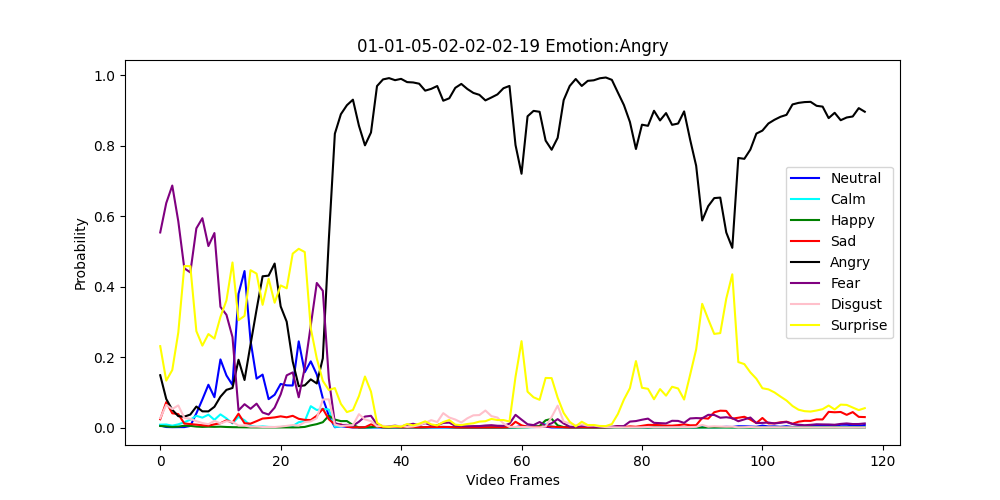 01-01-05-02-02-02-19 Emotion:Angry
Probability
1.0
0.8
0.6
0.4
0.2
0.0
Neutral
Calm
Happy
Sad
Angry
Fear
Disgust
Surprise
0 20 40 60 80 100 120
Video Frames